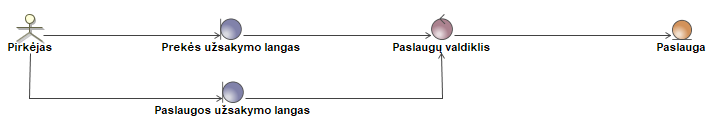 Pirkėjas
Prekės užsakymo langas
Paslaugų valdiklis
Paslauga
Paslaugos užsakymo langas